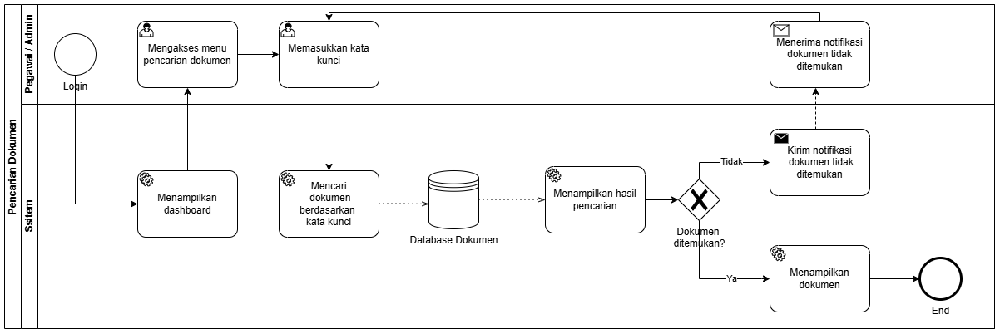 Pencarian Dokumen
Pegawai / Admin
Ssitem
Login
Mengakses menu
pencarian dokumen
Memasukkan kata
kunci
Menerima notifikasi
dokumen tidak
ditemukan
Menampilkan
dashboard
Mencari
dokumen
berdasarkan
kata kunci
Database Dokumen
Menampilkan hasil
pencarian
Dokumen
ditemukan?
Tidak
Kirim notifikasi
dokumen tidak
ditemukan
Ya
Menampilkan
dokumen
End